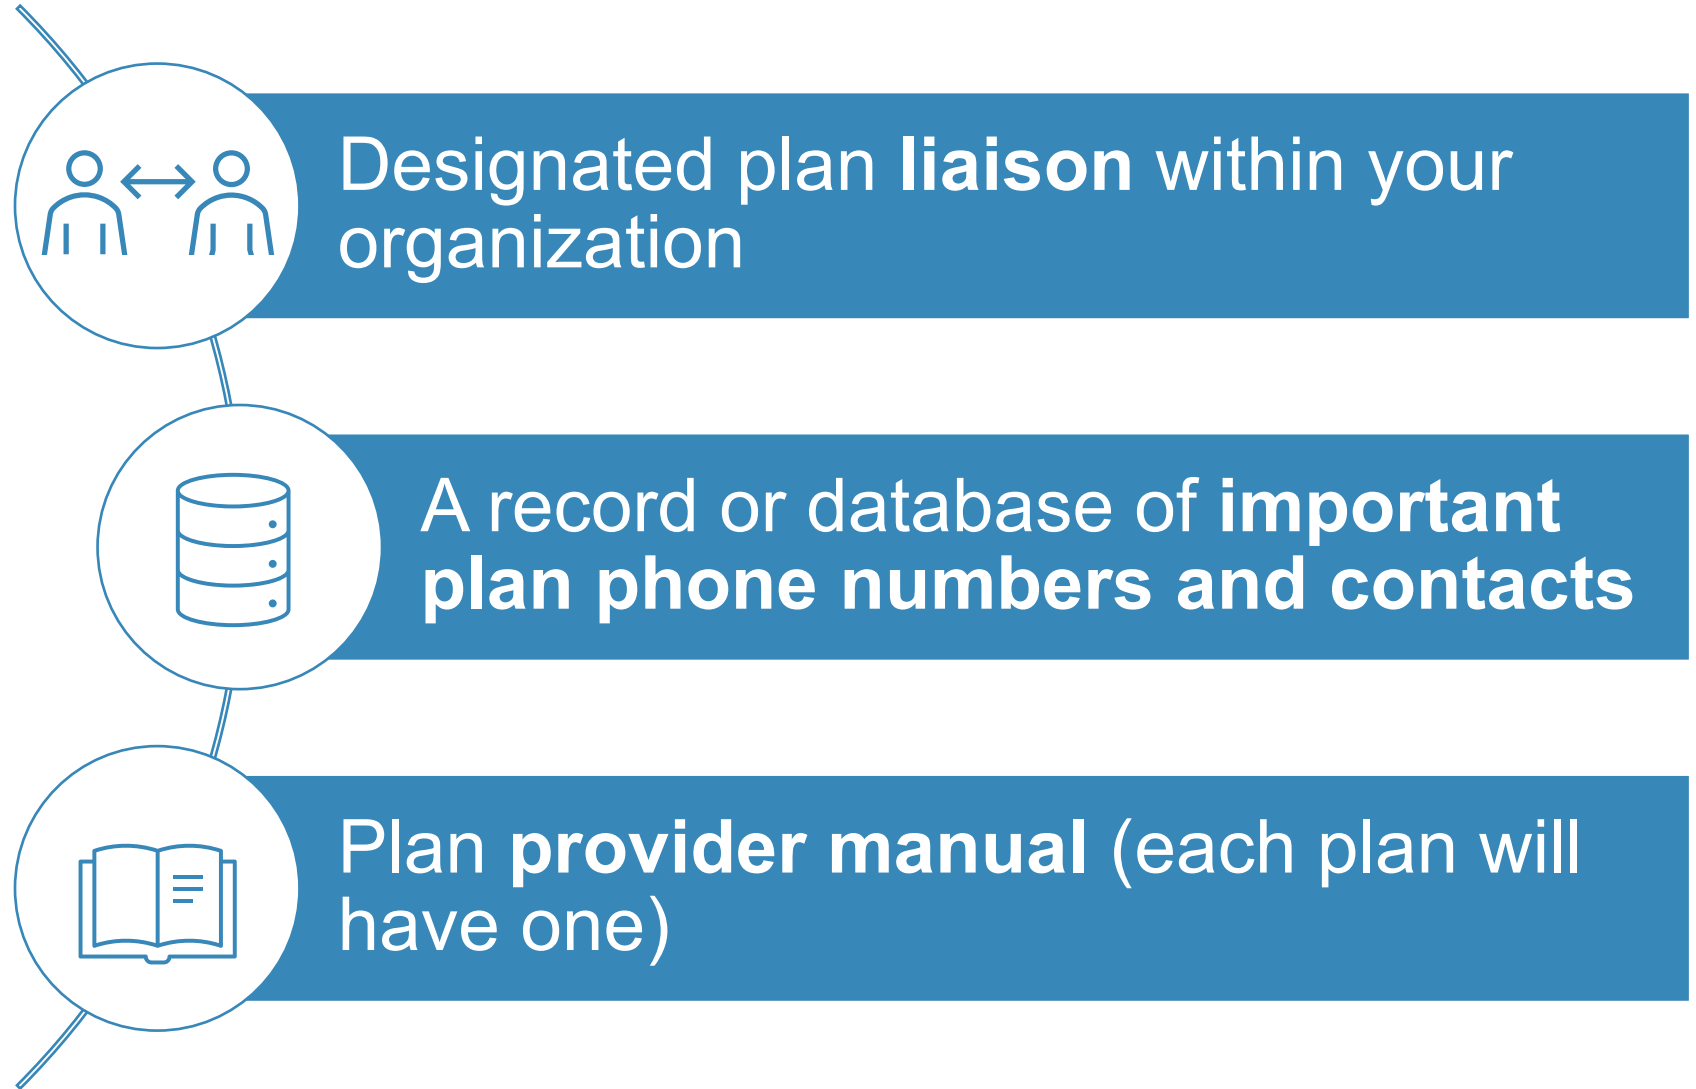 Designated plan liaison within your
organization
A record or database of important
plan phone numbers and contacts
Plan provider manual (each plan will
have one)